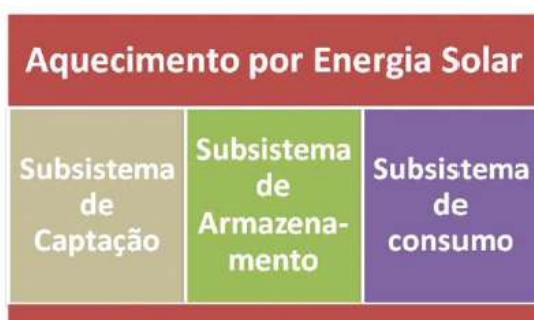 Aquecimento por Energia Solar
Subsistema
de
Captação
Subsistema
de
Armazena-
mento
Subsistema
de
consumo